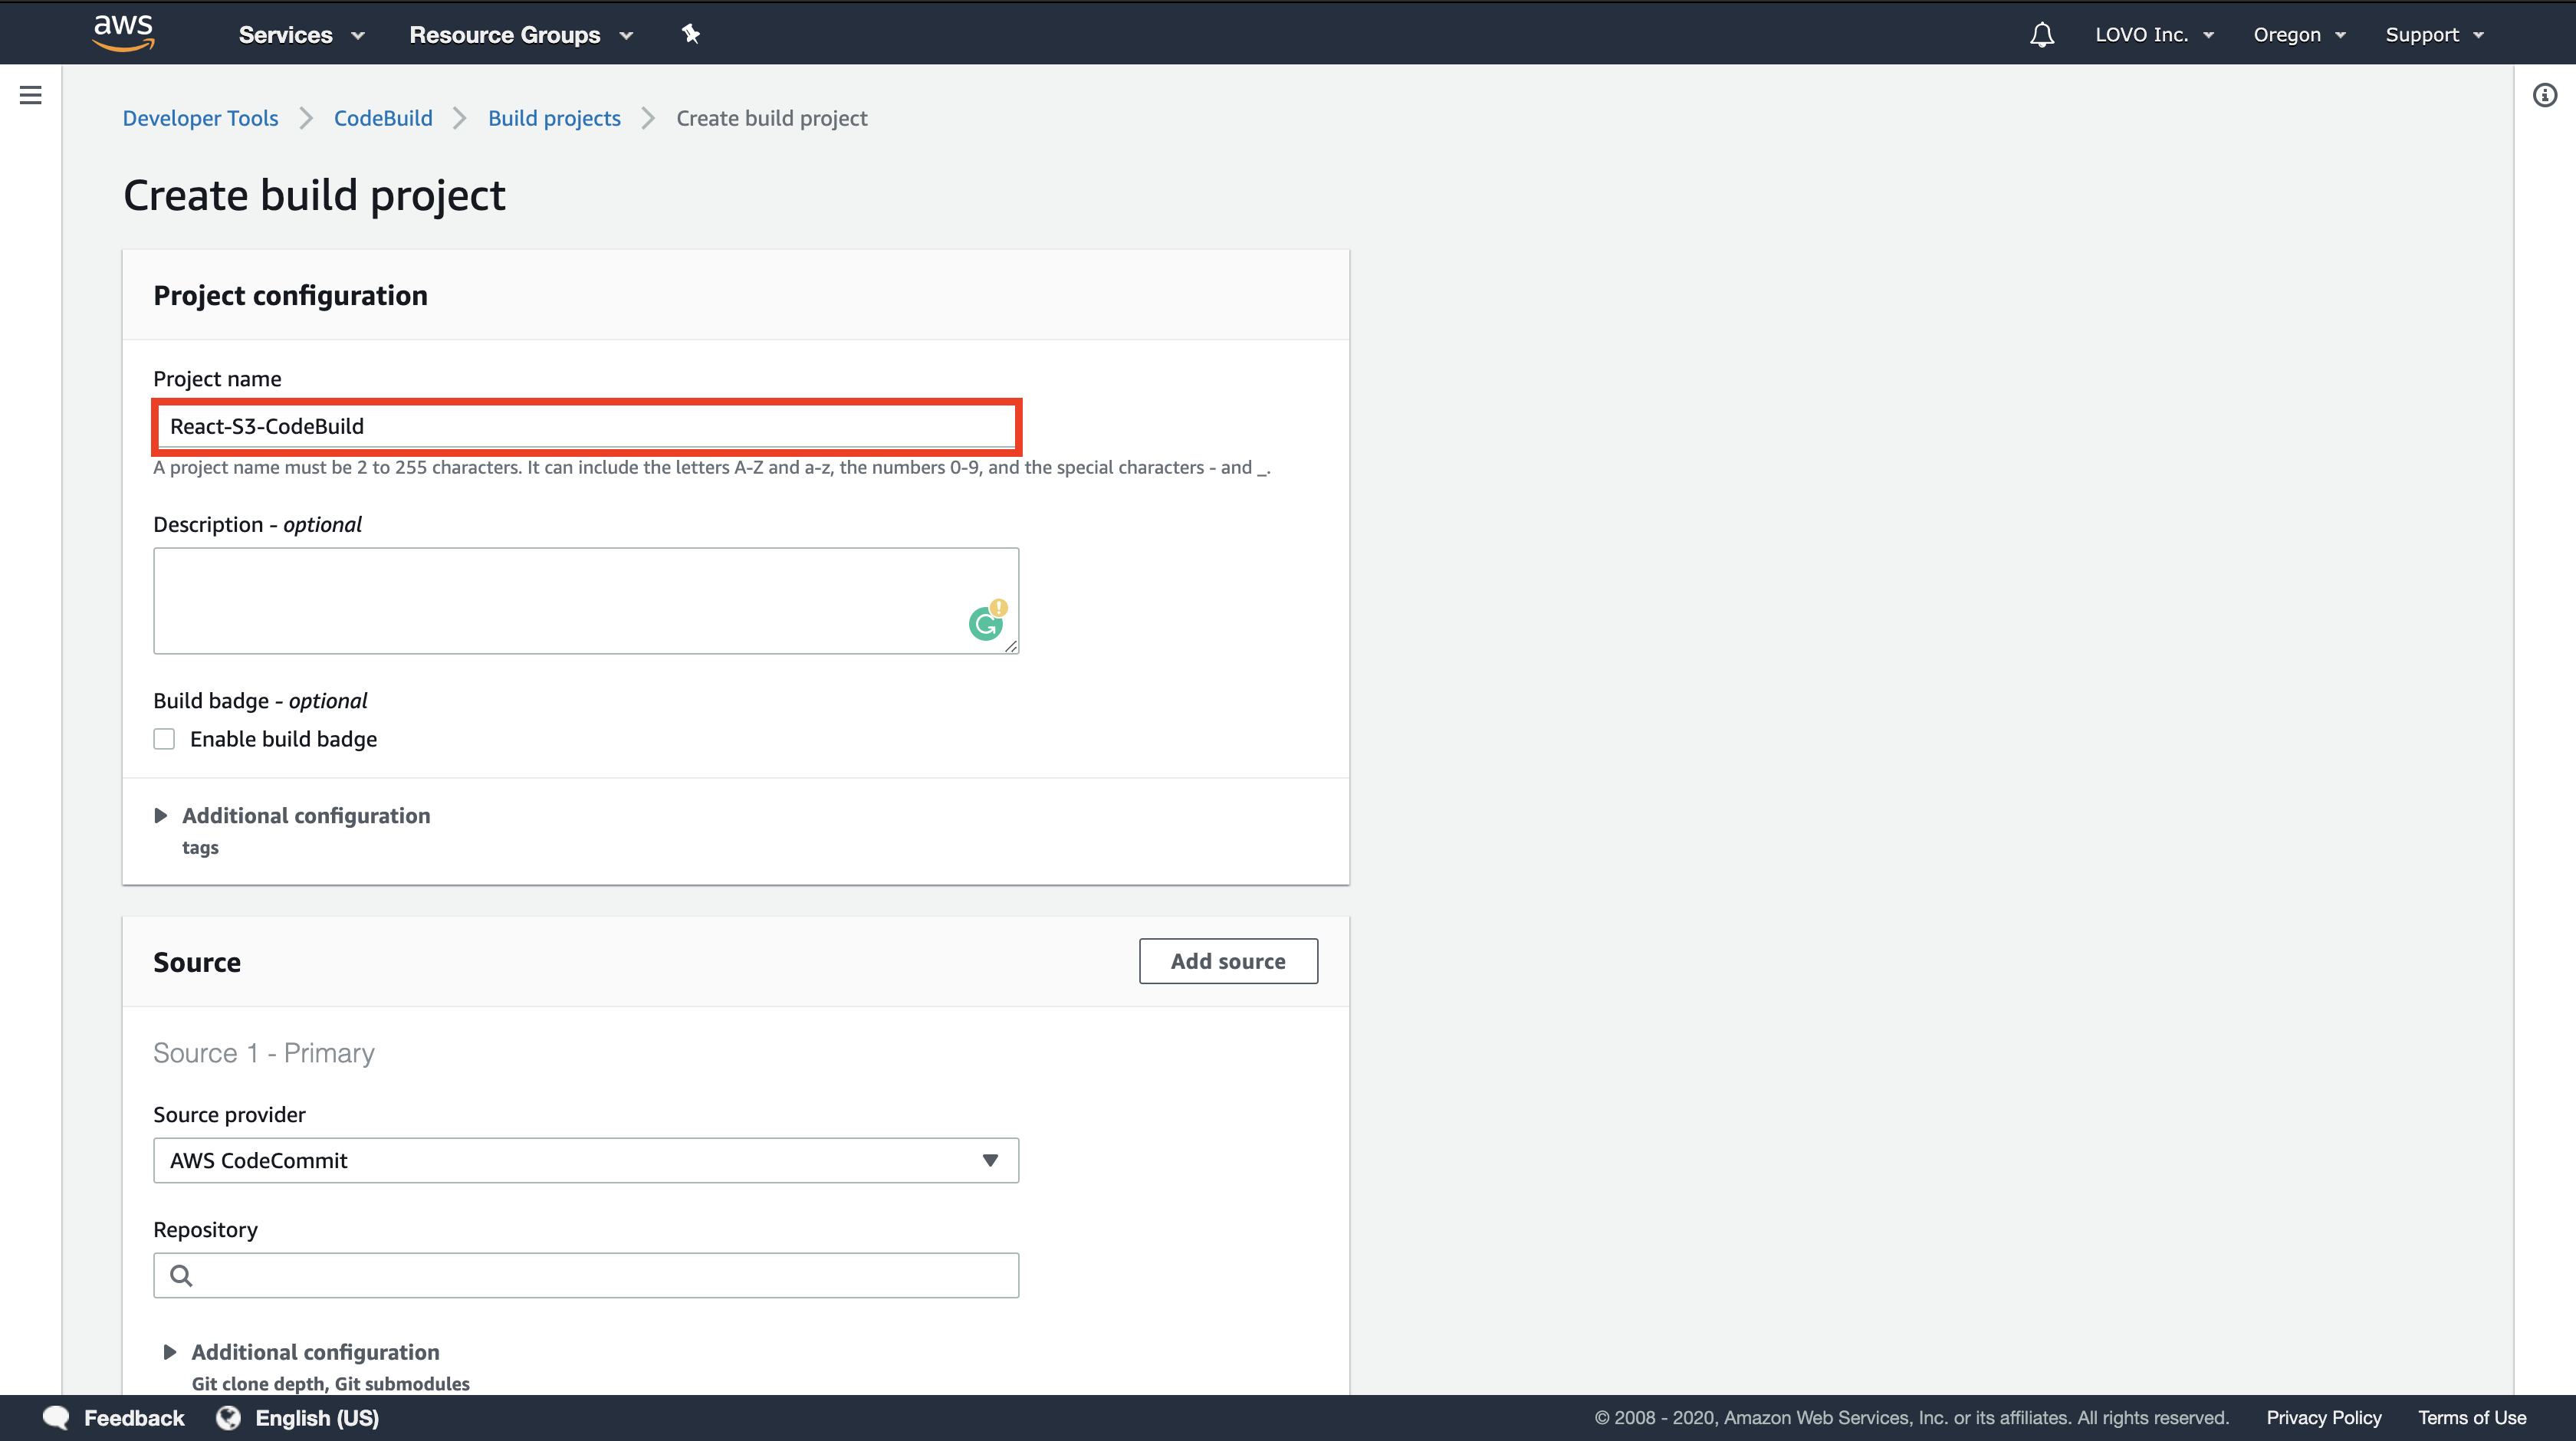 aws Services Resource Groups LOVO Inc. Oregon Support
Developer Tools CodeBuild Build projects Create build project
Create build project
Project configuration
Project name
React-S3-CodeBuild
A project name must be 2 to 255 characters. It can include the letters A-Z and a-z, the numbers 0-9, and the special characters - and _.
Description - optional
Build badge - optional
Enable build badge
Additional configuration
tags
Source Add source
Source 1 - Primary
Source provider
AWS CodeCommit
Repository
Additional configuration
Git clone depth, Git submodules
Feedback English (US) © 2008 - 2020, Amazon Web Services, Inc. or its affiliates. All rights reserved. Privacy Policy Terms of Use